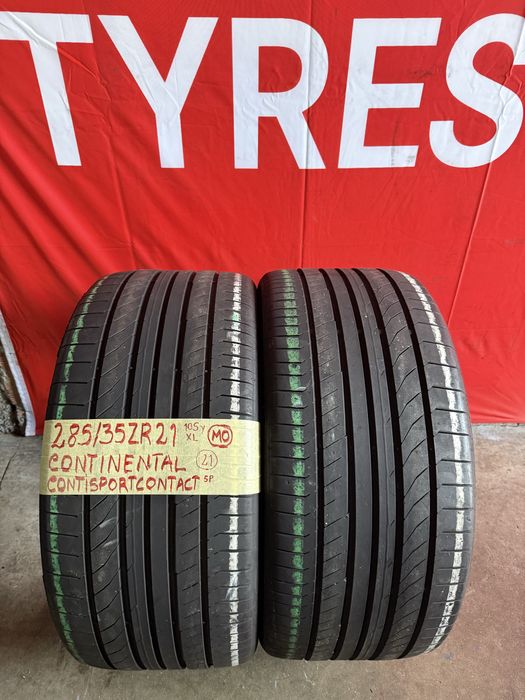 TYRES
285/35ZR21 105Y XL MO
CONTINENTAL 21
CONTISPORTCONTACT 5P